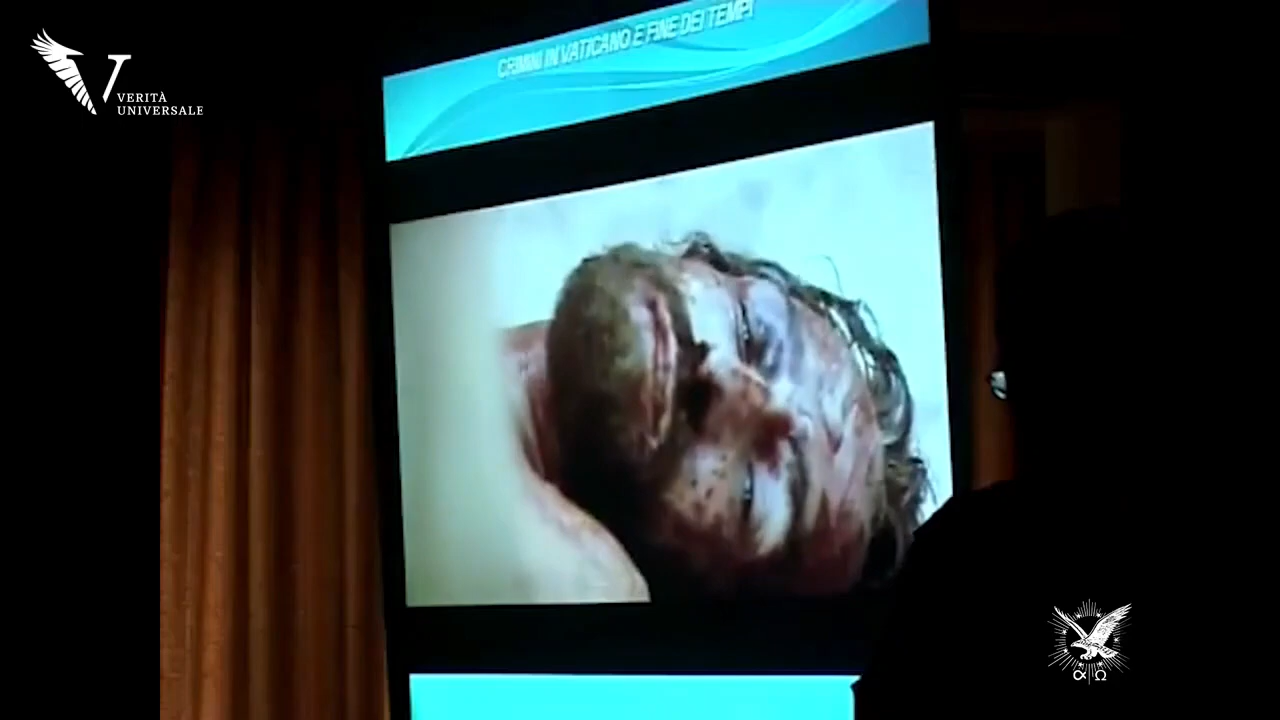 CRIMINI IN VATICANO E FINE DEI TEMPI
VERITÀ
UNIVERSALE
α Ω